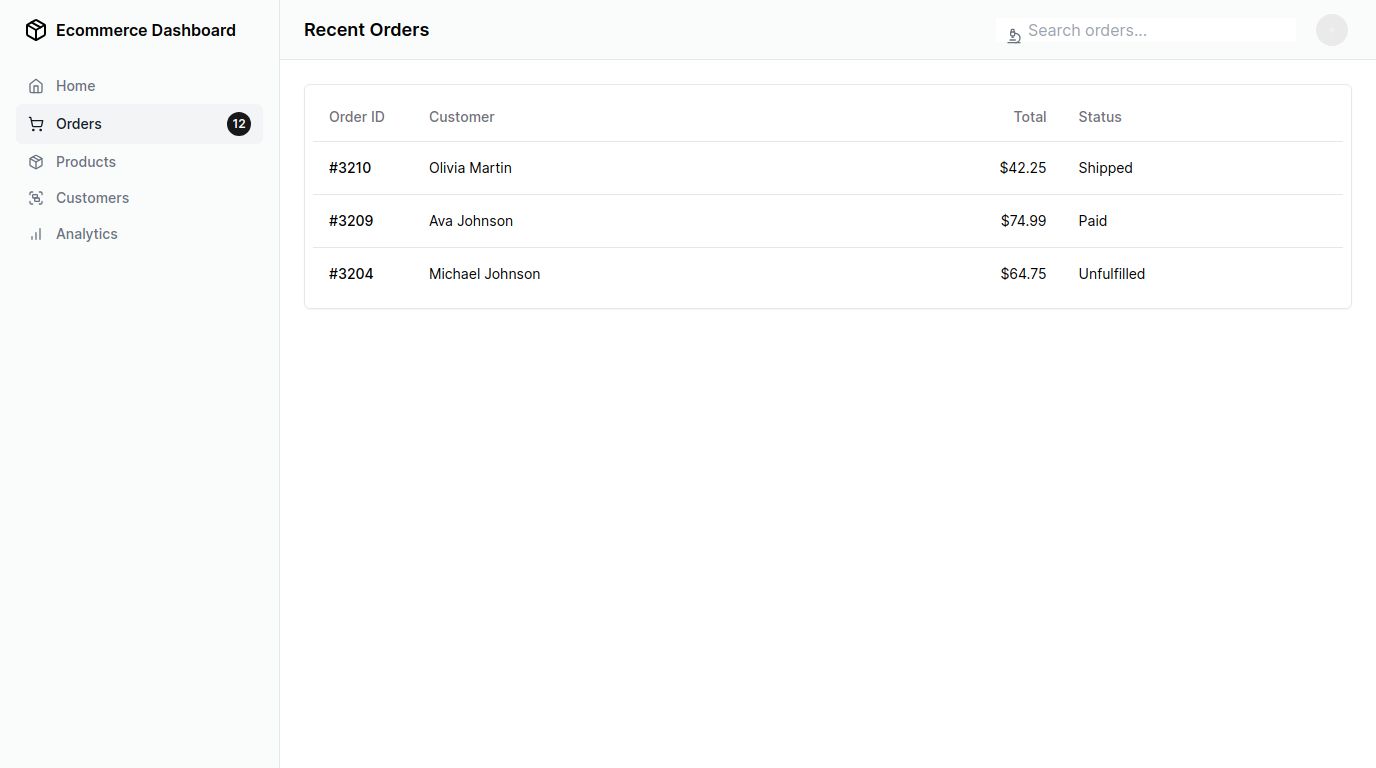 Ecommerce Dashboard
Home
Orders 12
Products
Customers
Analytics
Recent Orders
Search orders...
Order ID Customer Total Status
#3210 Olivia Martin $42.25 Shipped
#3209 Ava Johnson $74.99 Paid
#3204 Michael Johnson $64.75 Unfulfilled